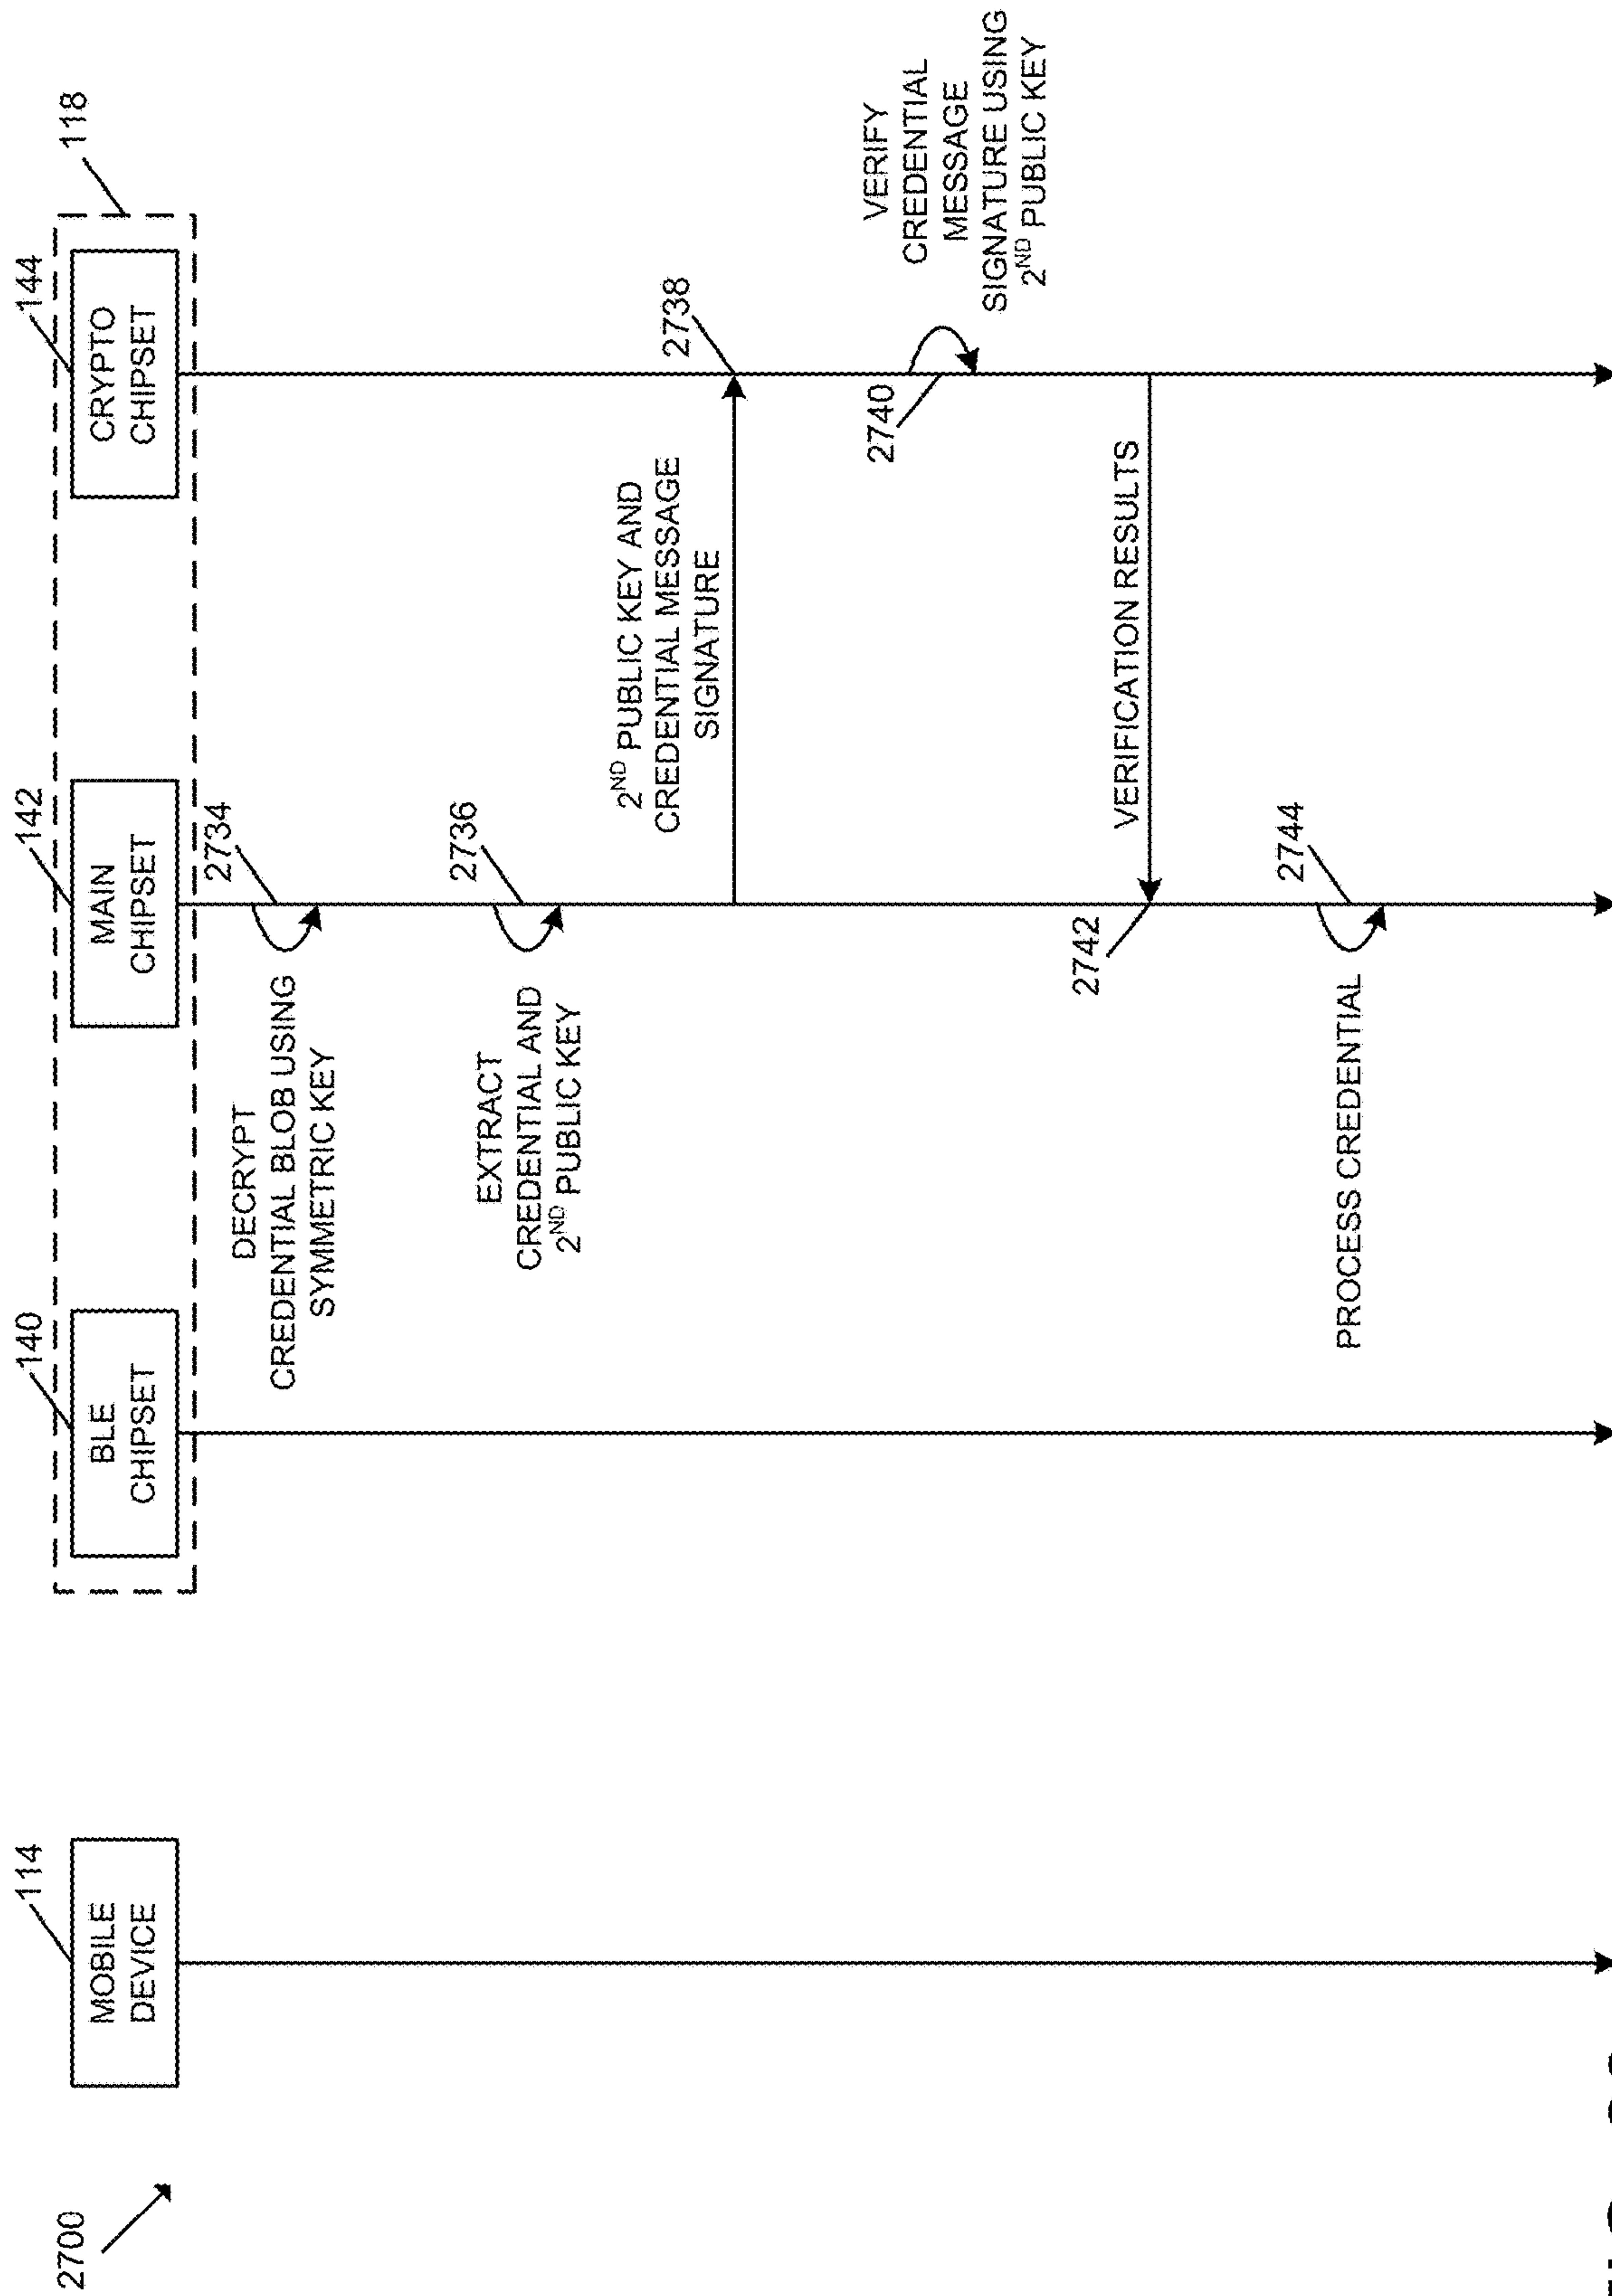 2700
114
MOBILE
DEVICE
118
140
BLE
CHIPSET
142
MAIN
CHIPSET
144
CRYPTO
CHIPSET
2734
DECRYPT
CREDENTIAL BLOB USING
SYMMETRIC KEY
2736
EXTRACT
CREDENTIAL AND
2ND PUBLIC KEY
2738
2ND PUBLIC KEY AND
CREDENTIAL MESSAGE
SIGNATURE
2740
VERIFY
CREDENTIAL
MESSAGE
SIGNATURE USING
2ND PUBLIC KEY
VERIFICATION RESULTS
2742
2744
PROCESS CREDENTIAL